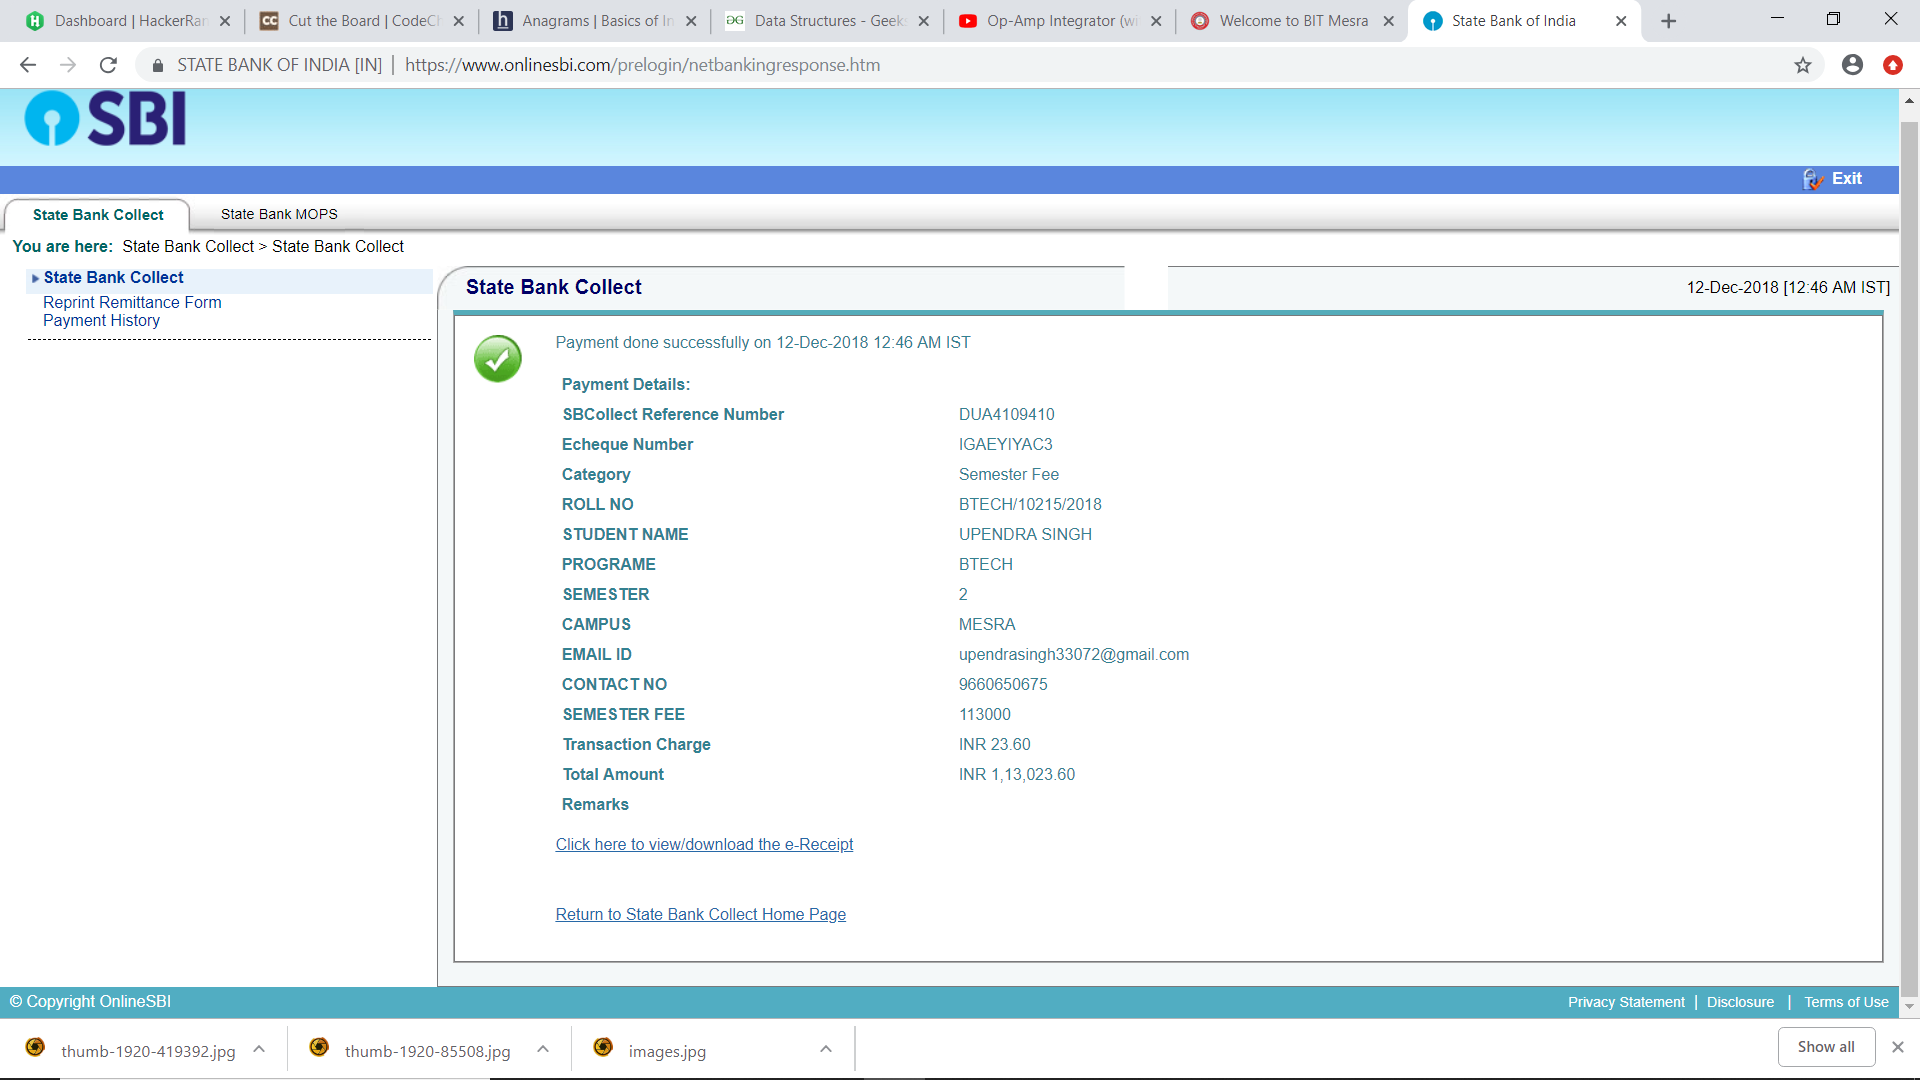 Dashboard | HackerRan
Cut the Board | CodeCh
Anagrams | Basics of In
Data Structures - Geeks
Op-Amp Integrator (wi
Welcome to BIT Mesra
State Bank of India
STATE BANK OF INDIA [IN] | https://www.onlinesbi.com/prelogin/netbankingresponse.htm
SBI
Exit
State Bank Collect
State Bank MOPS
You are here: State Bank Collect > State Bank Collect
State Bank Collect
Reprint Remittance Form
Payment History
State Bank Collect
12-Dec-2018 [12:46 AM IST]
Payment done successfully on 12-Dec-2018 12:46 AM IST
Payment Details:
SBCollect Reference Number DUA4109410
Echeque Number IGAEYIYAC3
Category Semester Fee
ROLL NO BTECH/10215/2018
STUDENT NAME UPENDRA SINGH
PROGRAME BTECH
SEMESTER 2
CAMPUS MESRA
EMAIL ID upendrasingh33072@gmail.com
CONTACT NO 9660650675
SEMESTER FEE 113000
Transaction Charge INR 23.60
Total Amount INR 1,13,023.60
Remarks
Click here to view/download the e-Receipt
Return to State Bank Collect Home Page
© Copyright OnlineSBI
Privacy Statement | Disclosure | Terms of Use
thumb-1920-419392.jpg
thumb-1920-85508.jpg
images.jpg
Show all